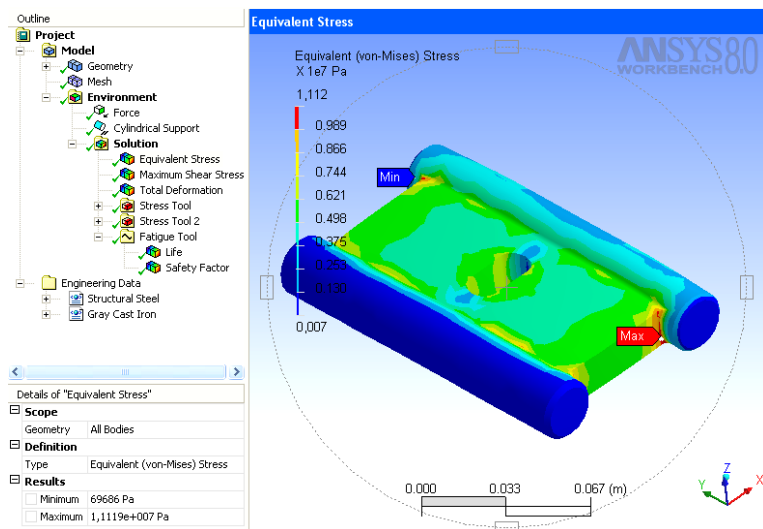 Outline
Project
Model
Geometry
Mesh
Environment
Force
Cylindrical Support
Solution
Equivalent Stress
Maximum Shear Stress
Total Deformation
Stress Tool
Stress Tool 2
Fatigue Tool
Life
Safety Factor
Engineering Data
Structural Steel
Gray Cast Iron
Details of "Equivalent Stress"
Scope
Geometry All Bodies
Definition
Type Equivalent (von-Mises) Stress
Results
Minimum 69686 Pa
Maximum 1,1119e+007 Pa
Equivalent Stress
Equivalent (von-Mises) Stress
X 1e7 Pa
1,112
0.989
0.866
0.744
0.621
0.498
0.375
0.253
0.130
0,007
ANSYS 8.0
WORKBENCH
Min
Max
0.000 0.033 0.067 (m)
Z
Y X